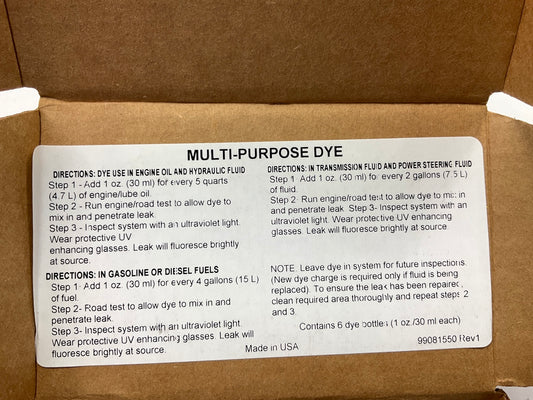 MULTI-PURPOSE DYE
DIRECTIONS: DYE USE IN ENGINE OIL AND HYDRAULIC FLUID
Step 1 - Add 1 oz. (30 ml) for every 5 quarts
(4.7 L) of engine/lube oil.
Step 2 - Run engine/road test to allow dye to
mix in and penetrate leak.
Step 3 - Inspect system with an ultraviolet light.
Wear protective UV
enhancing glasses. Leak will fluoresce brightly
at source.
DIRECTIONS: IN GASOLINE OR DIESEL FUELS
Step 1- Add 1 oz. (30 ml) for every 4 gallons (15 L)
of fuel.
Step 2- Road test to allow dye to mix in and
penetrate leak.
Step 3- Inspect system with an ultraviolet light.
Wear protective UV enhancing glasses. Leak will
fluoresce brightly at source.
DIRECTIONS: IN TRANSMISSION FLUID AND POWER STEERING FLUID
Step 1 Add 1 oz. (30 ml) for every 2 gallons (7.5 L)
of fluid.
Step 2- Run engine/road test to allow dye to mix in
and penetrate leak. Step 3- Inspect system with an
ultraviolet light. Wear protective UV enhancing
glasses. Leak will fluoresce brightly at source.
NOTE: Leave dye in system for future inspections.
(New dye charge is required only if fluid is being
replaced). To ensure the leak has been repaired,
clean required area thoroughly and repeat steps 2
and 3.
Contains 6 dye bottles (1 oz /30 ml each)
Made in USA
99081550 Rev1